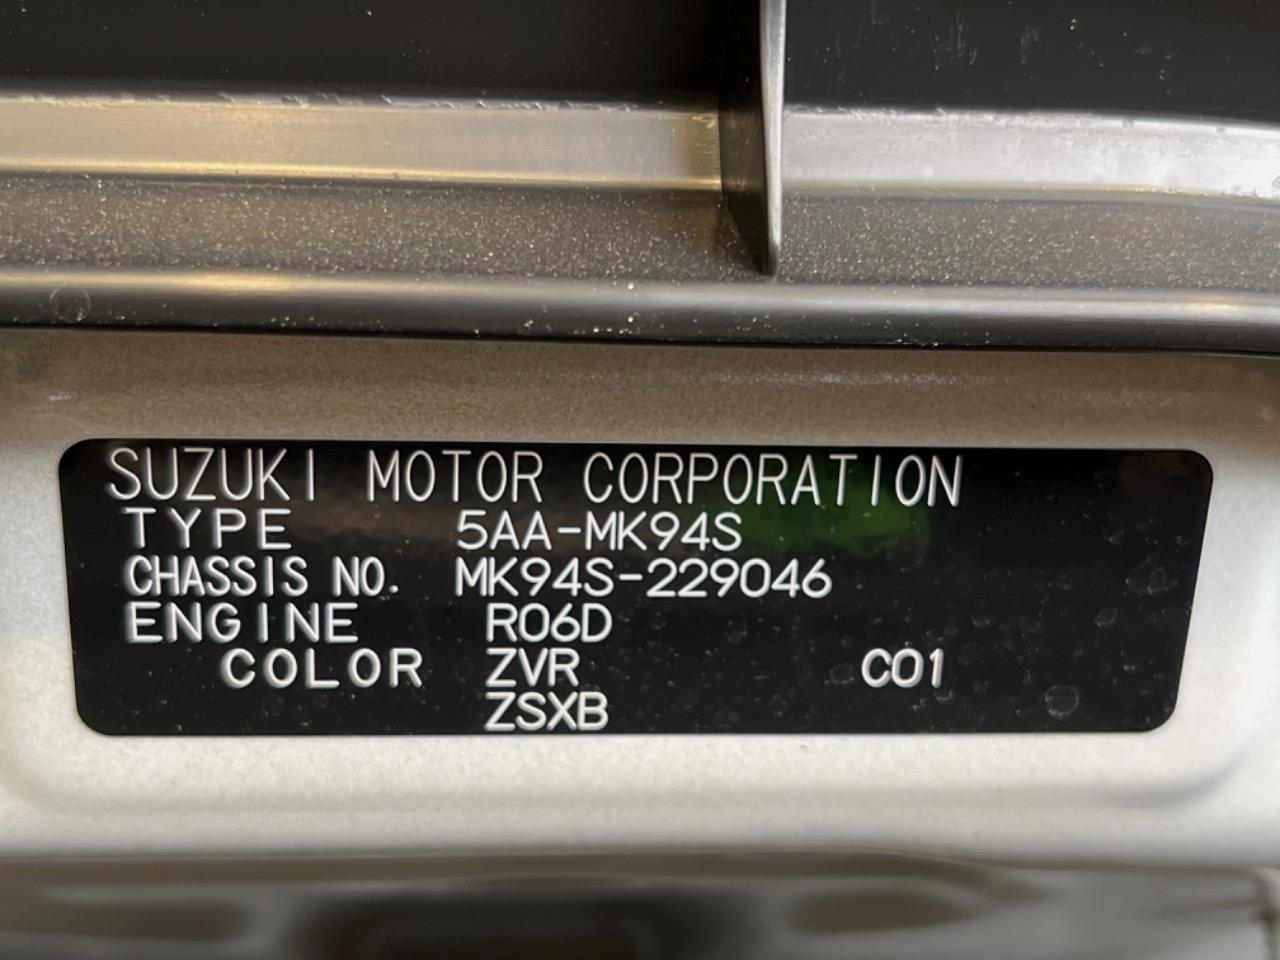 SUZUKI MOTOR CORPORATION
TYPE 5AA-MK94S
CHASSIS NO. MK94S-229046
ENGINE R06D
COLOR ZVR C01
ZSXB